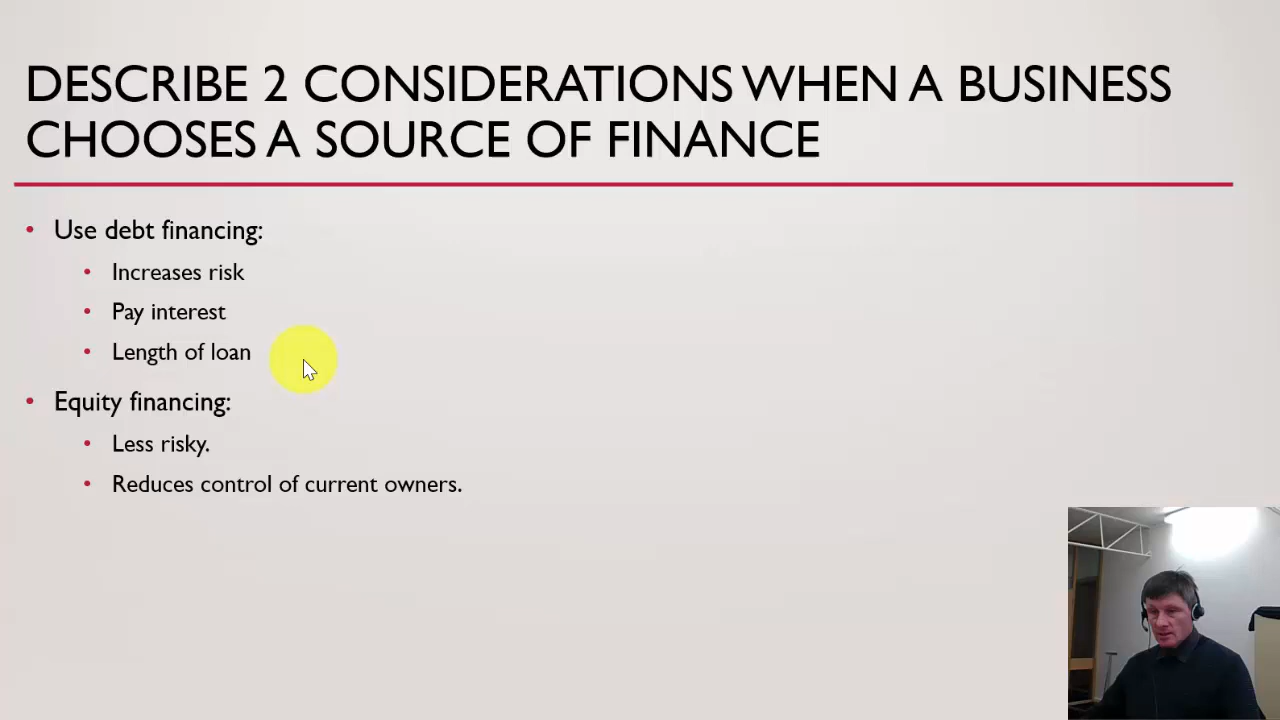 DESCRIBE 2 CONSIDERATIONS WHEN A BUSINESS
CHOOSES A SOURCE OF FINANCE
• Use debt financing:
• Increases risk
• Pay interest
• Length of loan
• Equity financing:
• Less risky.
• Reduces control of current owners.